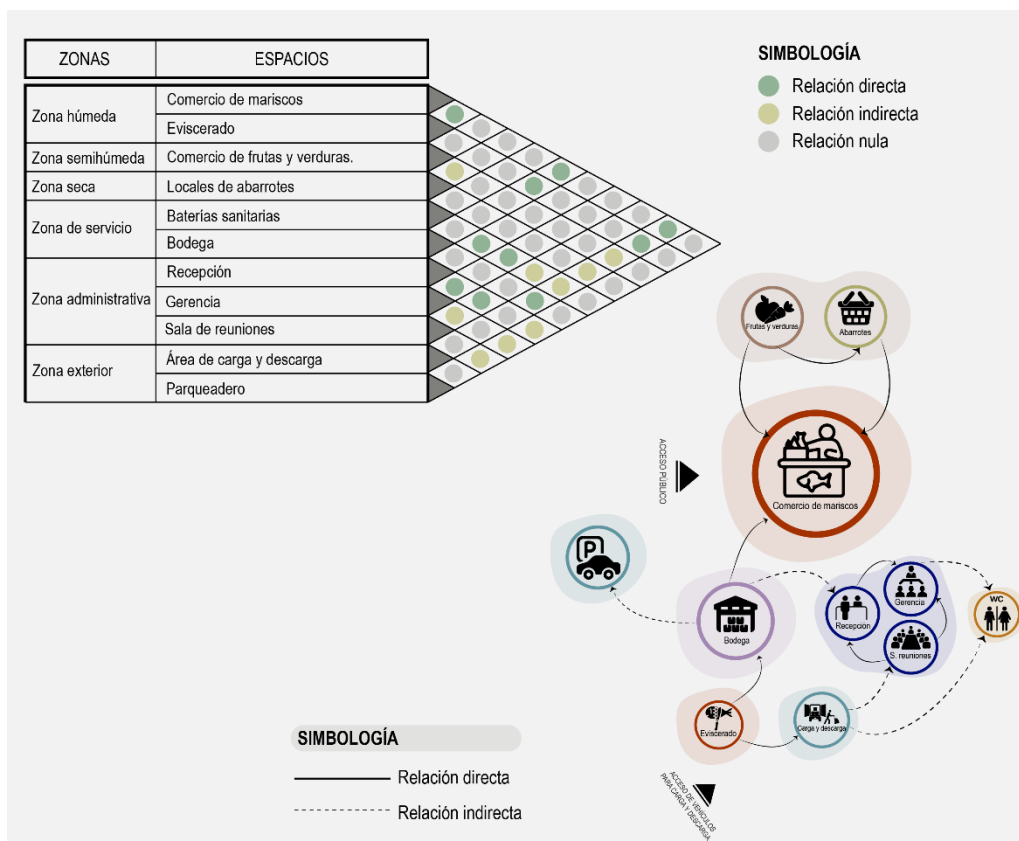 ZONAS ESPACIOS
Zona húmeda
Comercio de mariscos
Eviscerado
Zona semihúmeda Comercio de frutas y verduras.
Zona seca Locales de abarrotes
Zona de servicio
Baterías sanitarias
Bodega
Zona administrativa
Recepción
Gerencia
Sala de reuniones
Zona exterior
Área de carga y descarga
Parqueadero
SIMBOLOGÍA
Relación directa
Relación indirecta
Relación nula
Frutas y verduras
Abarrotes
ACCESO PÚBLICO
Comercio de mariscos
P
Bodega
Recepción
Gerencia
S. reuniones
WC
Eviscerado
Carga y descarga
ACCESO DE VEHÍCULOS
PARA CARGA Y DESCARGA
SIMBOLOGÍA
Relación directa
Relación indirecta